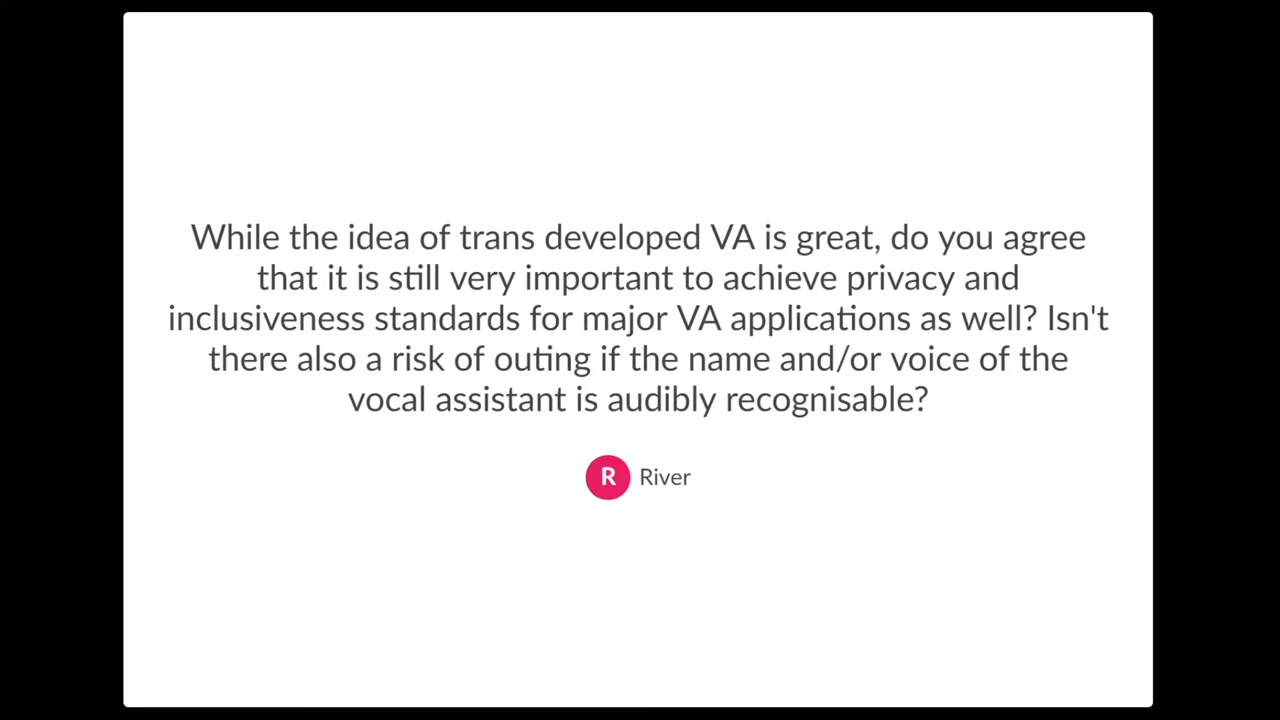 While the idea of trans developed VA is great, do you agree
that it is still very important to achieve privacy and
inclusiveness standards for major VA applications as well? Isn't
there also a risk of outing if the name and/or voice of the
vocal assistant is audibly recognisable?
R River